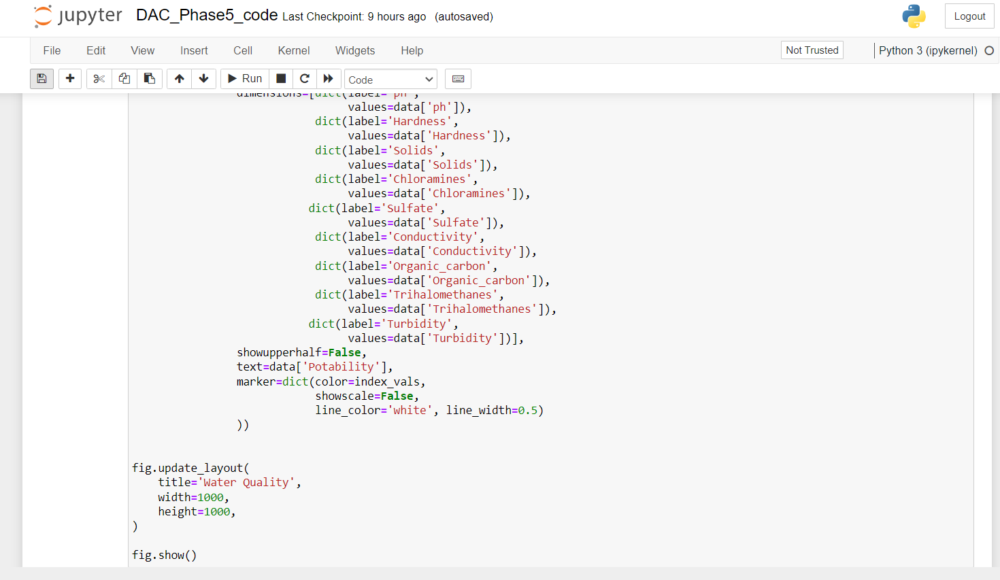 jupyter DAC_Phase5_code Last Checkpoint: 9 hours ago (autosaved) Logout
File Edit View Insert Cell Kernel Widgets Help Not Trusted Python 3 (ipykernel)
Run Code
dimensions=[dict(label='ph',
values=data['ph']),
dict(label='Hardness',
values=data['Hardness']),
dict(label='Solids',
values=data['Solids']),
dict(label='Chloramines',
values=data['Chloramines']),
dict(label='Sulfate',
values=data['Sulfate']),
dict(label='Conductivity',
values=data['Conductivity']),
dict(label='Organic_carbon',
values=data['Organic_carbon']),
dict(label='Trihalomethanes',
values=data['Trihalomethanes']),
dict(label='Turbidity',
values=data['Turbidity'])],
showupperhalf=False,
text=data['Potability'],
marker=dict(color=index_vals,
showscale=False,
line_color='white', line_width=0.5)
))
fig.update_layout(
title='Water Quality',
width=1000,
height=1000,
)
fig.show()